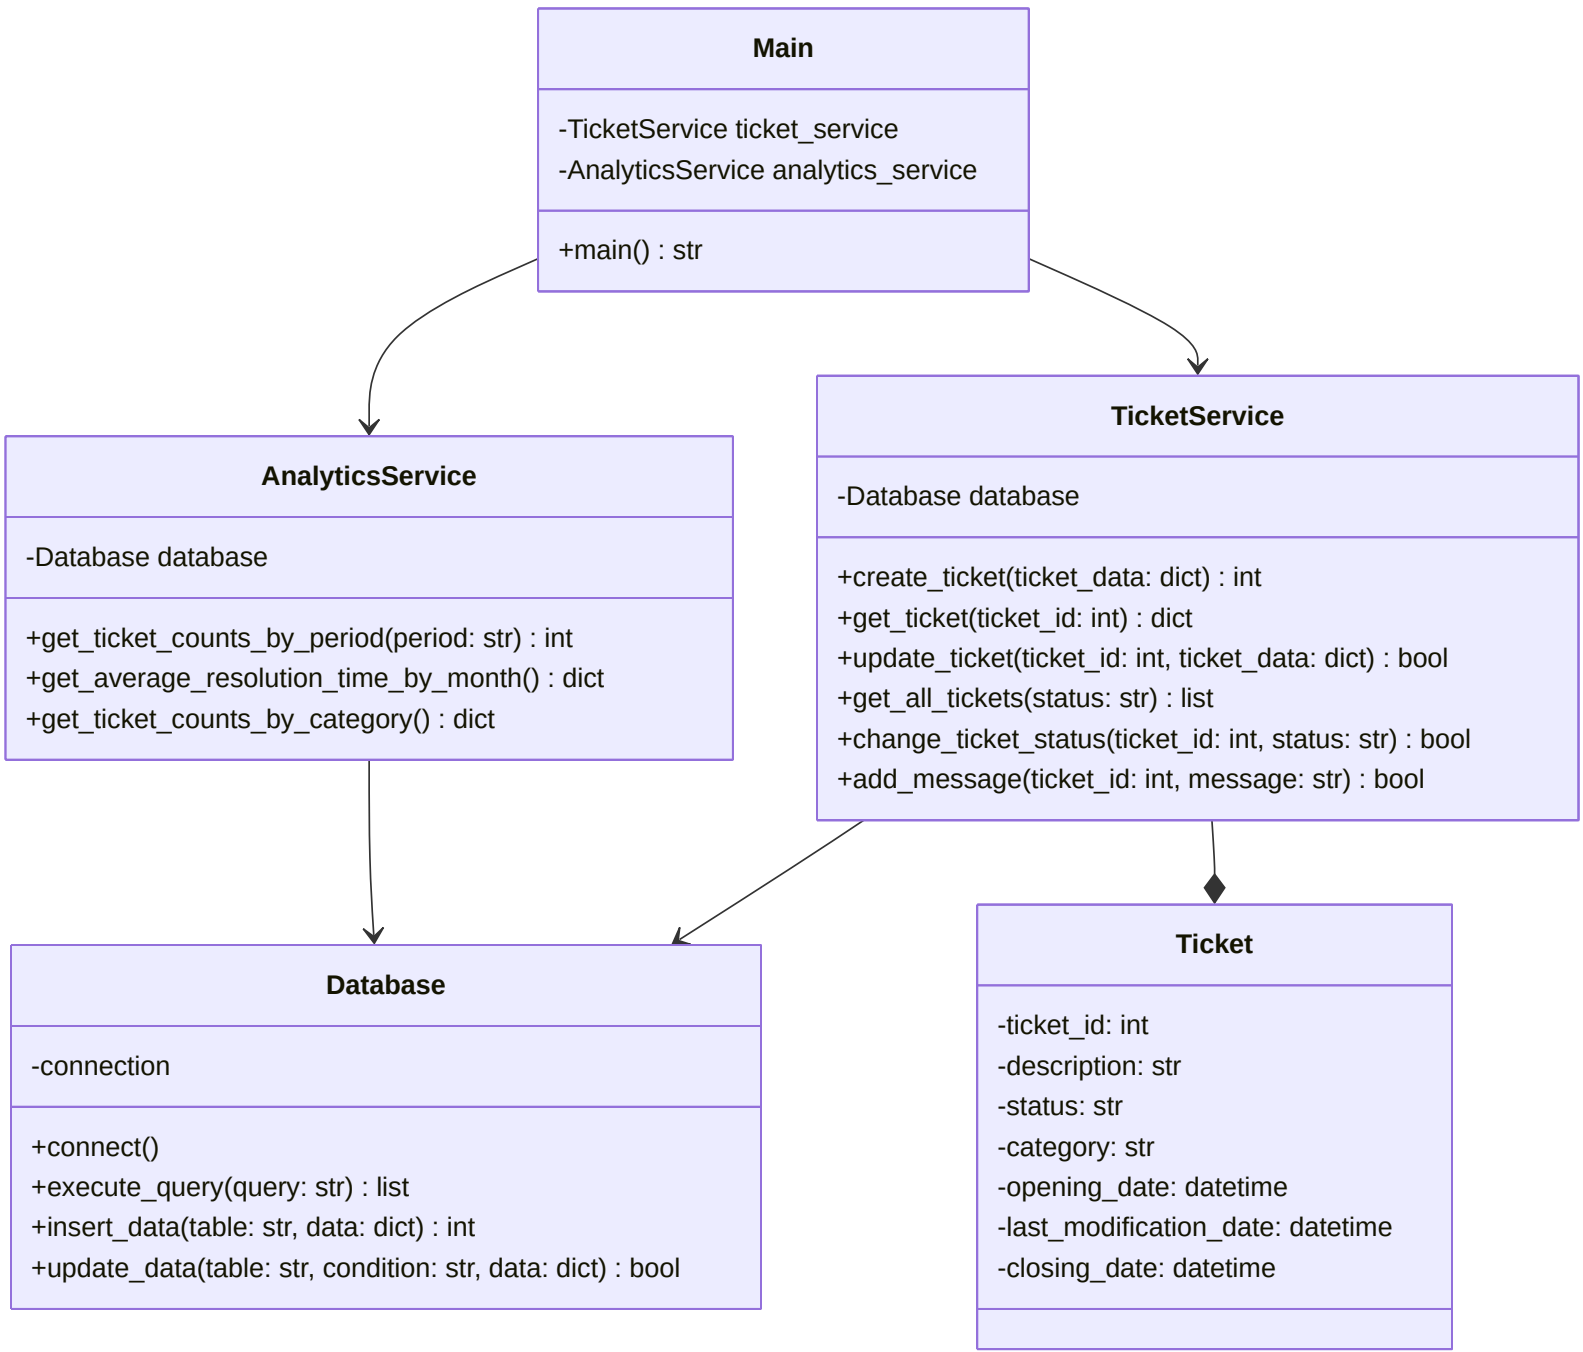 Main
-TicketService ticket_service
-AnalyticsService analytics_service
+main() : str
AnalyticsService
-Database database
+get_ticket_counts_by_period(period: str) : int
+get_average_resolution_time_by_month() : dict
+get_ticket_counts_by_category() : dict
TicketService
-Database database
+create_ticket(ticket_data: dict) : int
+get_ticket(ticket_id: int) : dict
+update_ticket(ticket_id: int, ticket_data: dict) : bool
+get_all_tickets(status: str) : list
+change_ticket_status(ticket_id: int, status: str) : bool
+add_message(ticket_id: int, message: str) : bool
Database
-connection
+connect()
+execute_query(query: str) : list
+insert_data(table: str, data: dict) : int
+update_data(table: str, condition: str, data: dict) : bool
Ticket
-ticket_id: int
-description: str
-status: str
-category: str
-opening_date: datetime
-last_modification_date: datetime
-closing_date: datetime